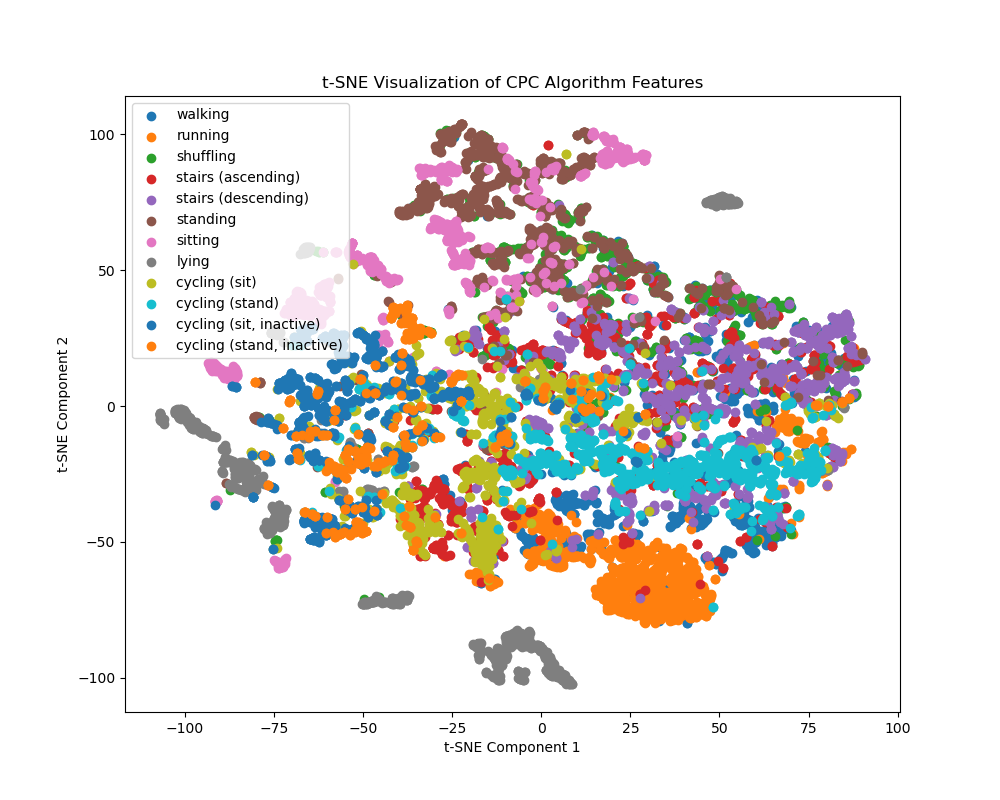 t-SNE Visualization of CPC Algorithm Features
walking
running
shuffling
stairs (ascending)
stairs (descending)
standing
sitting
lying
cycling (sit)
cycling (stand)
cycling (sit, inactive)
cycling (stand, inactive)
100
50
0
−50
−100
t-SNE Component 2
−100
−75
−50
−25
0
25
50
75
100
t-SNE Component 1